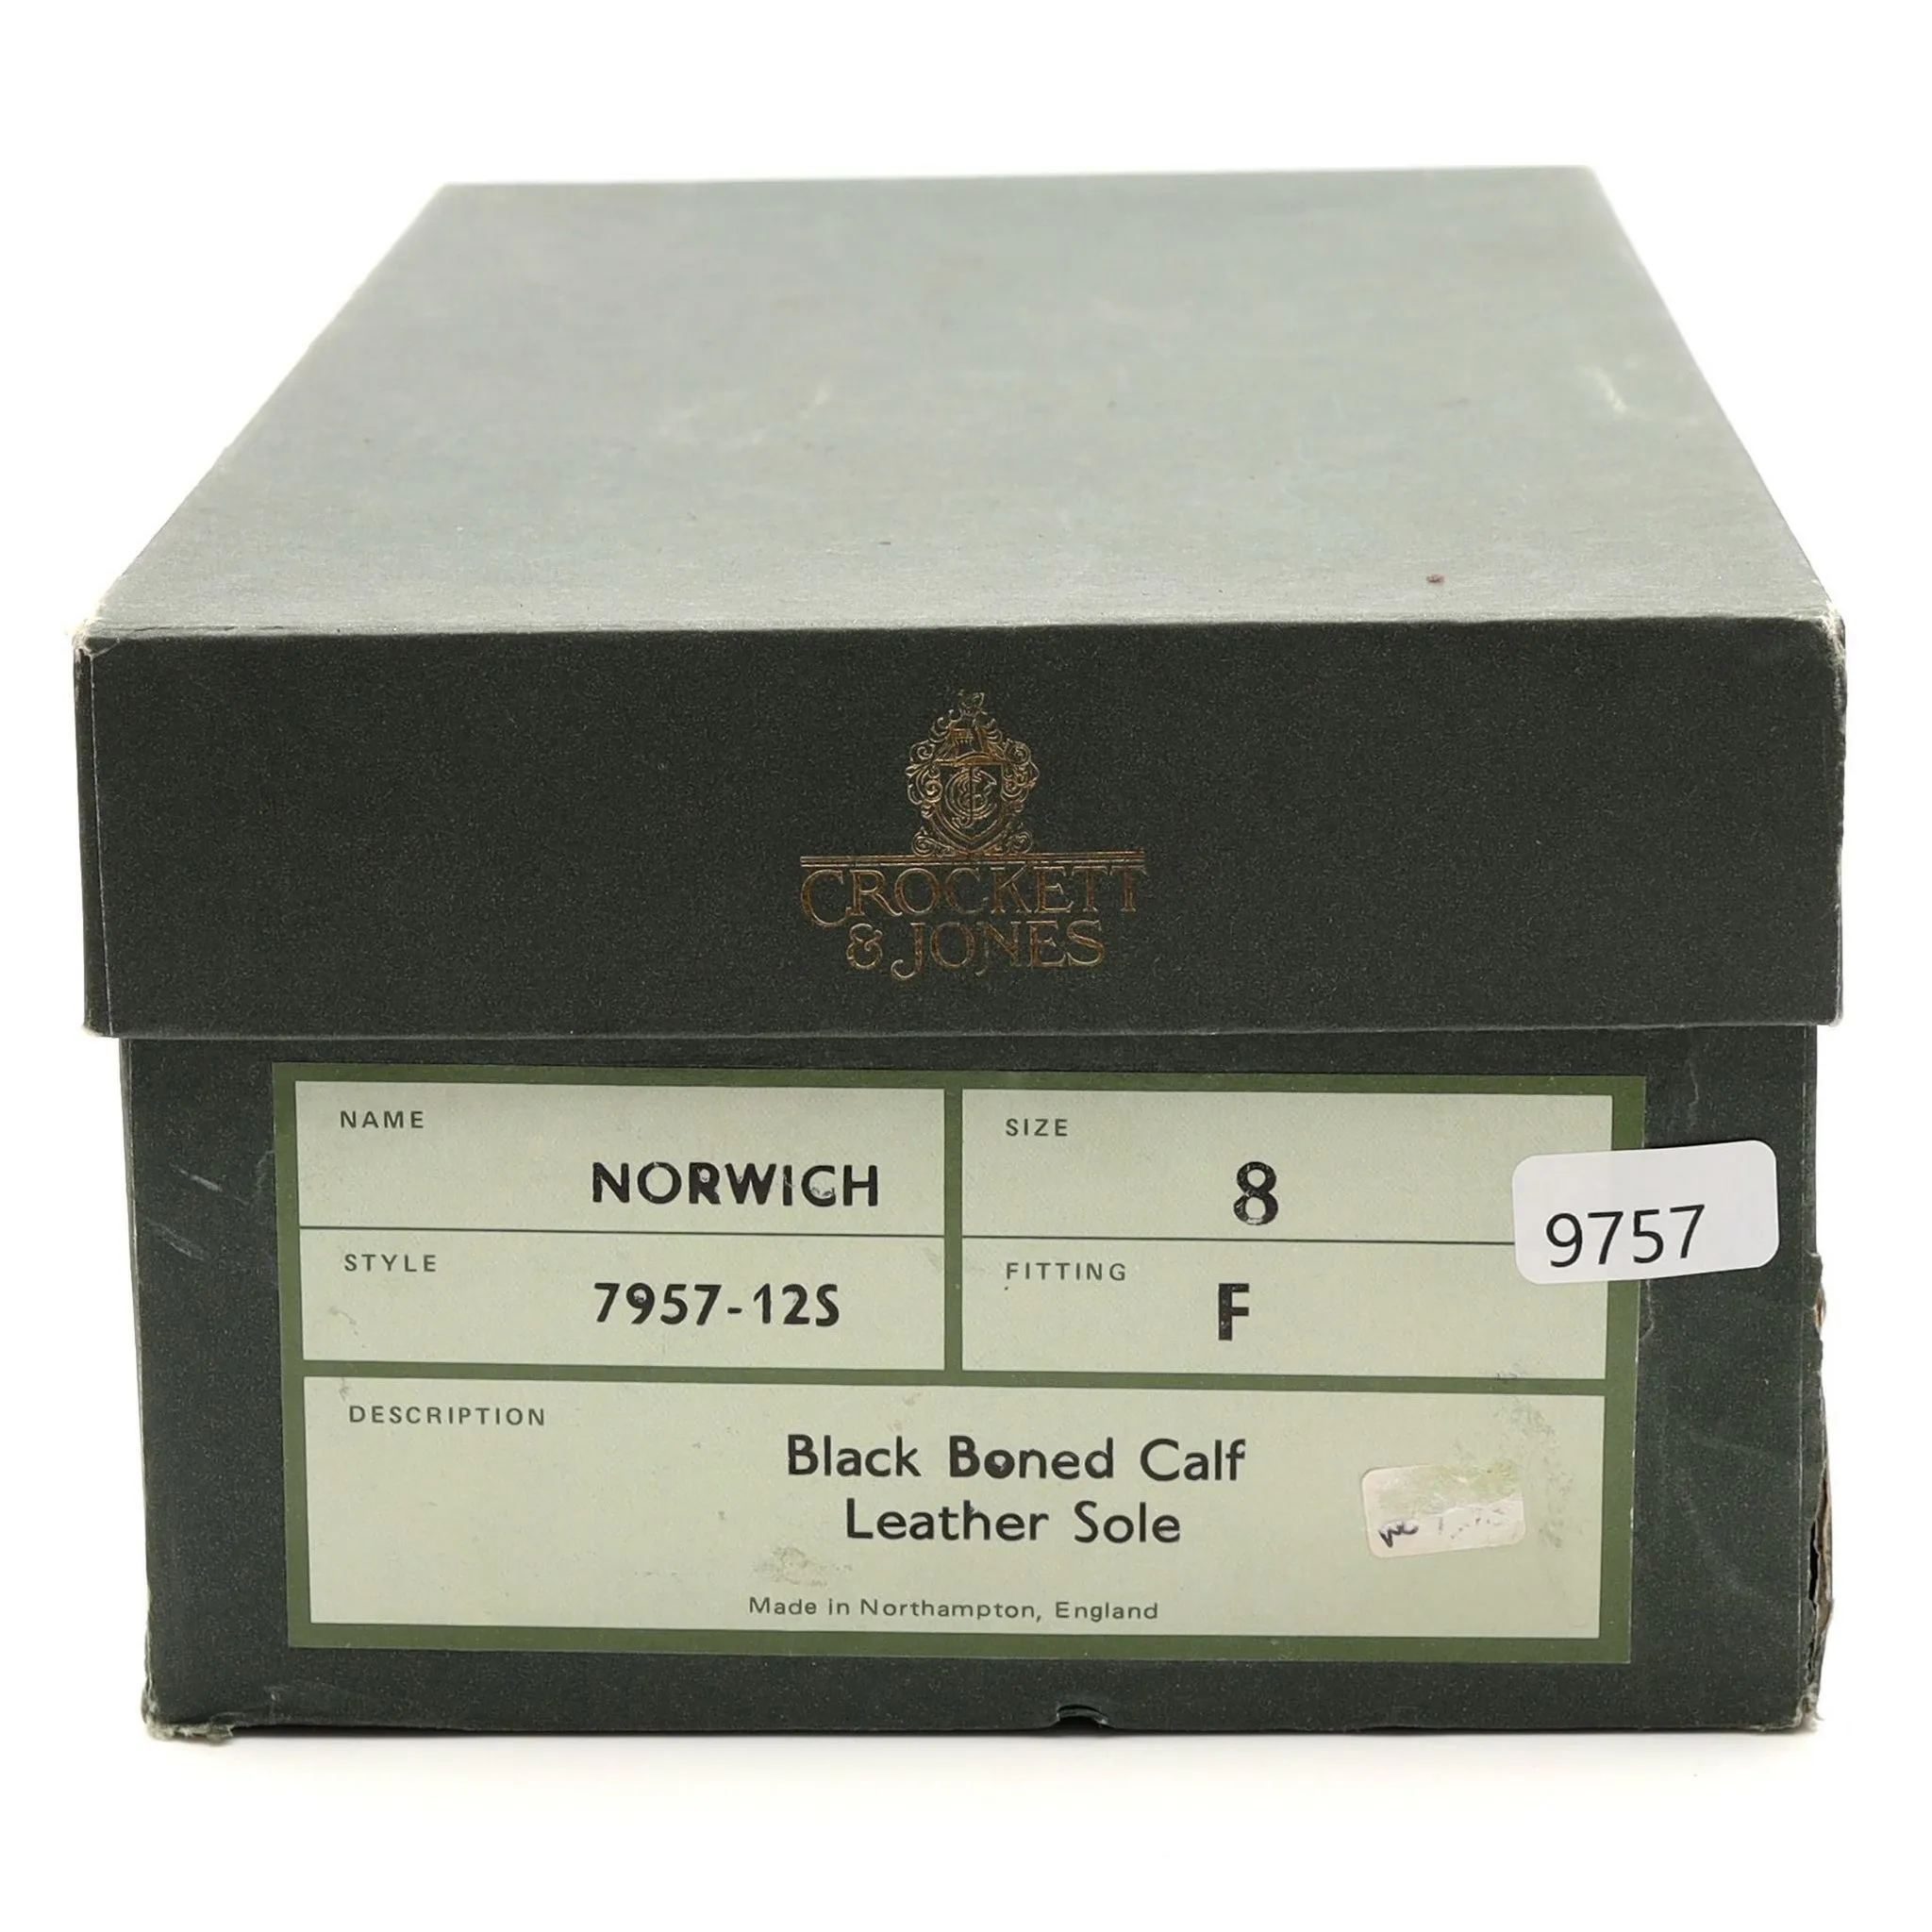 CROCKETT
& JONES
NAME
NORWICH
SIZE
8
STYLE
7957-12S
FITTING
F
9757
DESCRIPTION
Black Boned Calf
Leather Sole
Made in Northampton, England